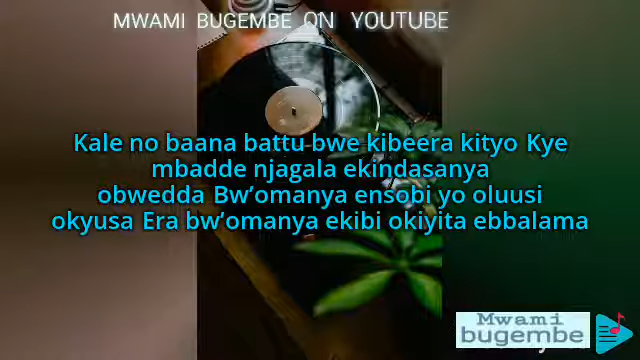 MWAMI BUGEMBE ON YOUTUBE
Kale no baana battu bwe kibeera kityo Kye
mbadde njagala ekindasanya
obwedda Bw’omanya ensobi yo oluusi
okyusa Era bw’omanya ekibi okiyita ebbalama
Mwami
bugembe